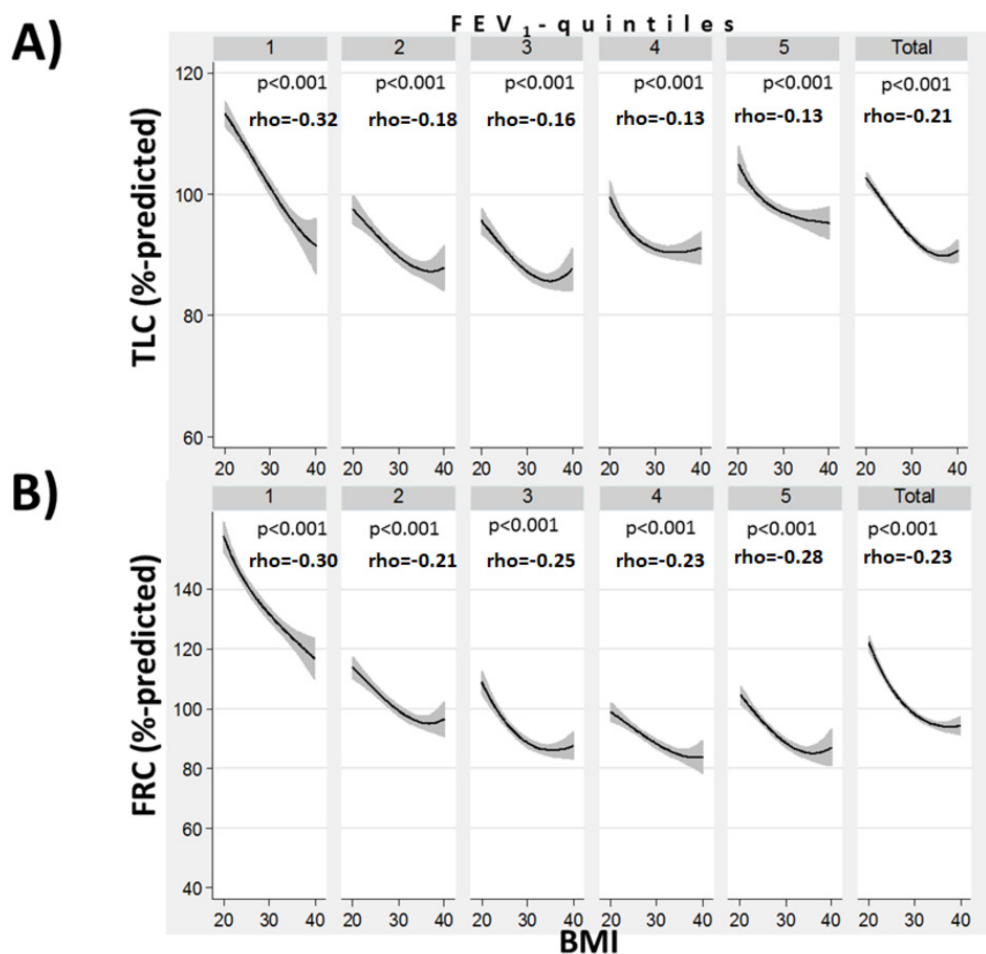 A)
FEV₁-quintiles
1 2 3 4 5 Total
p<0.001 p<0.001 p<0.001 p<0.001 p<0.001 p<0.001
rho=-0.32 rho=-0.18 rho=-0.16 rho=-0.13 rho=-0.13 rho=-0.21
TLC (%-predicted)
120
100
80
60
20 30 40 20 30 40 20 30 40 20 30 40 20 30 40 20 30 40
B)
1 2 3 4 5 Total
p<0.001 p<0.001 p<0.001 p<0.001 p<0.001 p<0.001
rho=-0.30 rho=-0.21 rho=-0.25 rho=-0.23 rho=-0.28 rho=-0.23
FRC (%-predicted)
140
120
100
80
60
40
20 30 40 20 30 40 20 30 40 20 30 40 20 30 40 20 30 40
BMI